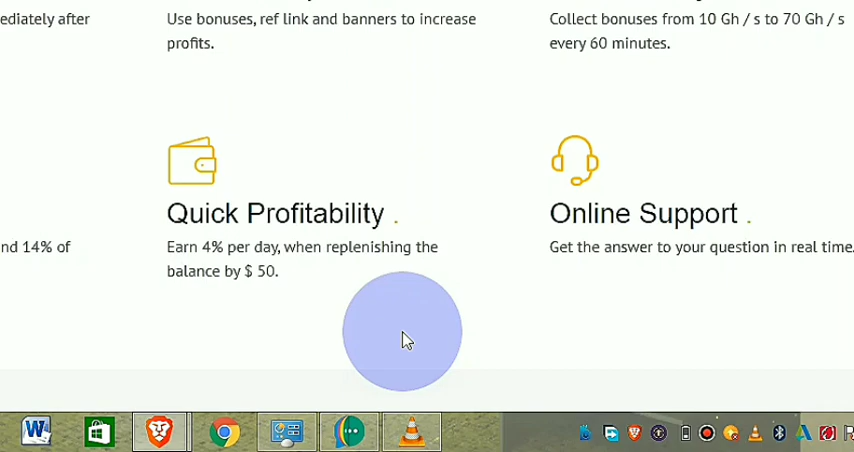 ediately after
Use bonuses, ref link and banners to increase
profits.
Collect bonuses from 10 Gh / s to 70 Gh / s
every 60 minutes.
nd 14% of
Quick Profitability .
Earn 4% per day, when replenishing the
balance by $ 50.
Online Support .
Get the answer to your question in real time.